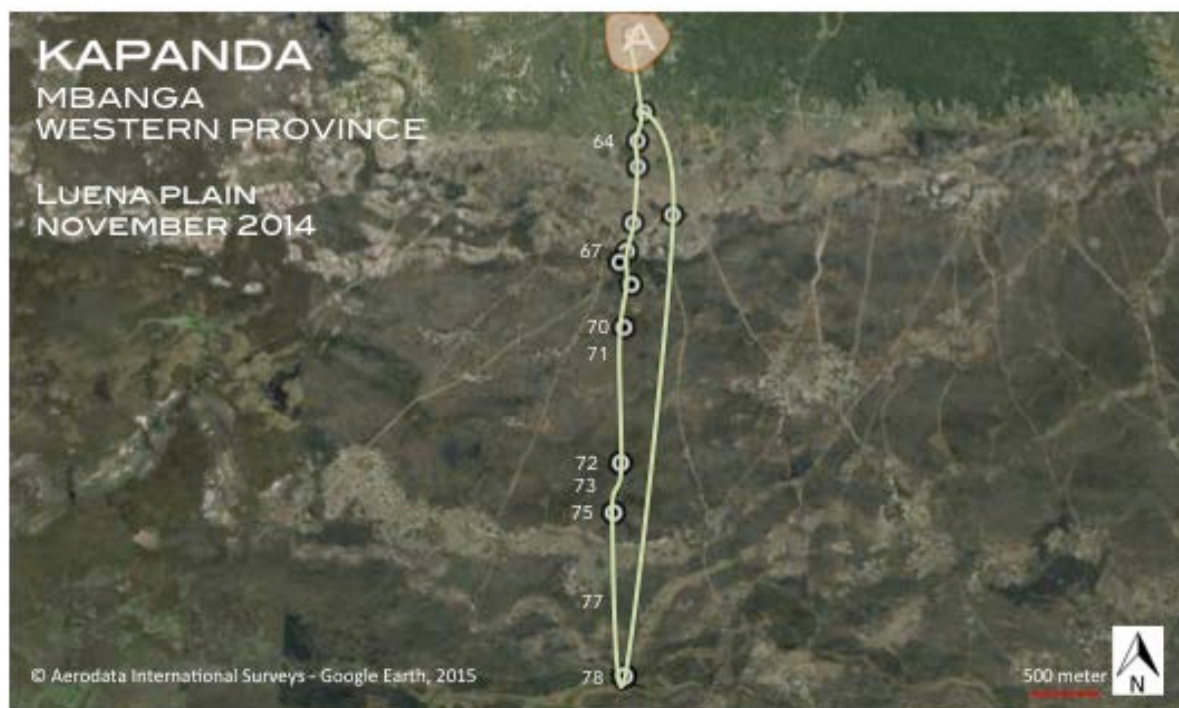 KAPANDA
MBANGA
WESTERN PROVINCE
LUENA PLAIN
NOVEMBER 2014
A
64
67
70
71
72
73
75
77
78
© Aerodata International Surveys - Google Earth, 2015
500 meter
N